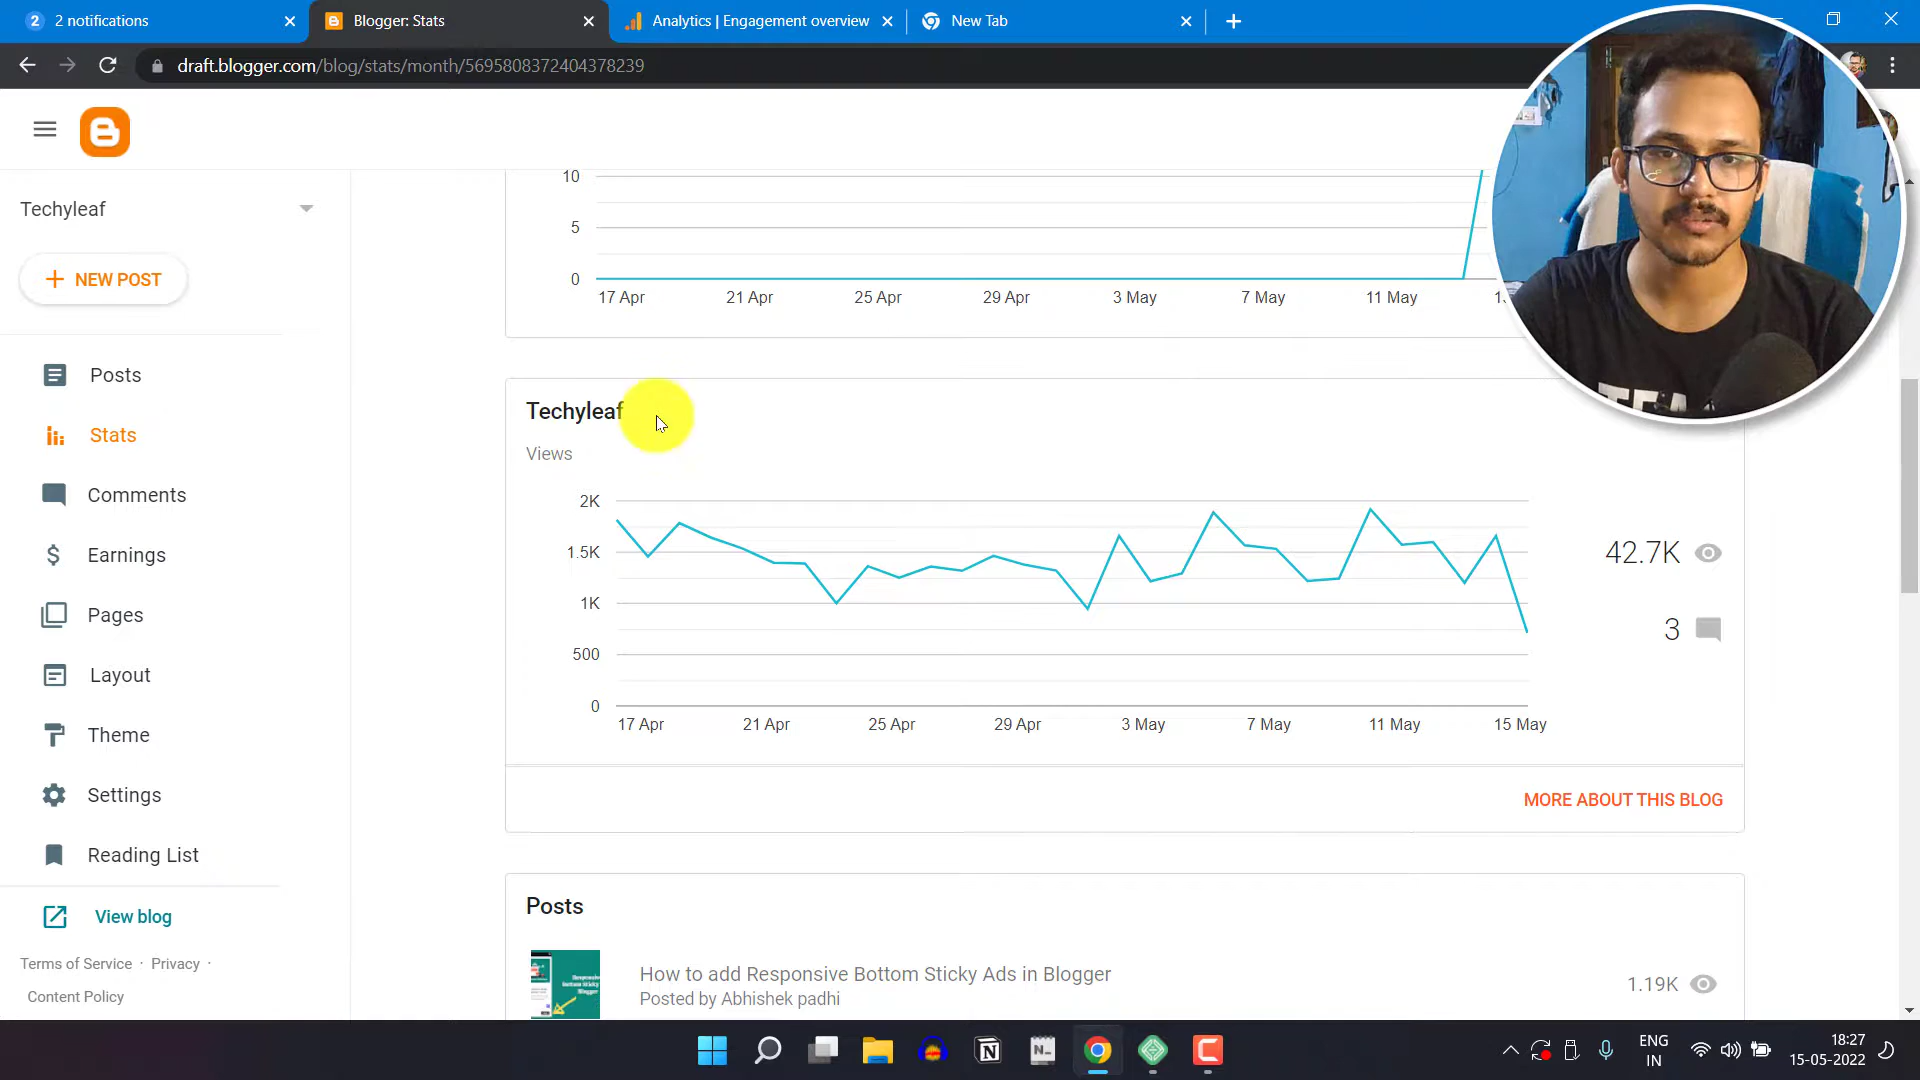 2 2 notifications
Blogger: Stats
Analytics | Engagement overview
New Tab
draft.blogger.com/blog/stats/month/5695808372404378239
Techyleaf
NEW POST
Posts
Stats
Comments
Earnings
Pages
Layout
Theme
Settings
Reading List
View blog
Terms of Service · Privacy ·
Content Policy
10
5
0
17 Apr 21 Apr 25 Apr 29 Apr 3 May 7 May 11 May
Techyleaf
Views
2K
1.5K
1K
500
0
17 Apr 21 Apr 25 Apr 29 Apr 3 May 7 May 11 May 15 May
42.7K
3
MORE ABOUT THIS BLOG
Posts
How to add Responsive Bottom Sticky Ads in Blogger
Posted by Abhishek padhi
1.19K
ENG
IN
18:27
15-05-2022